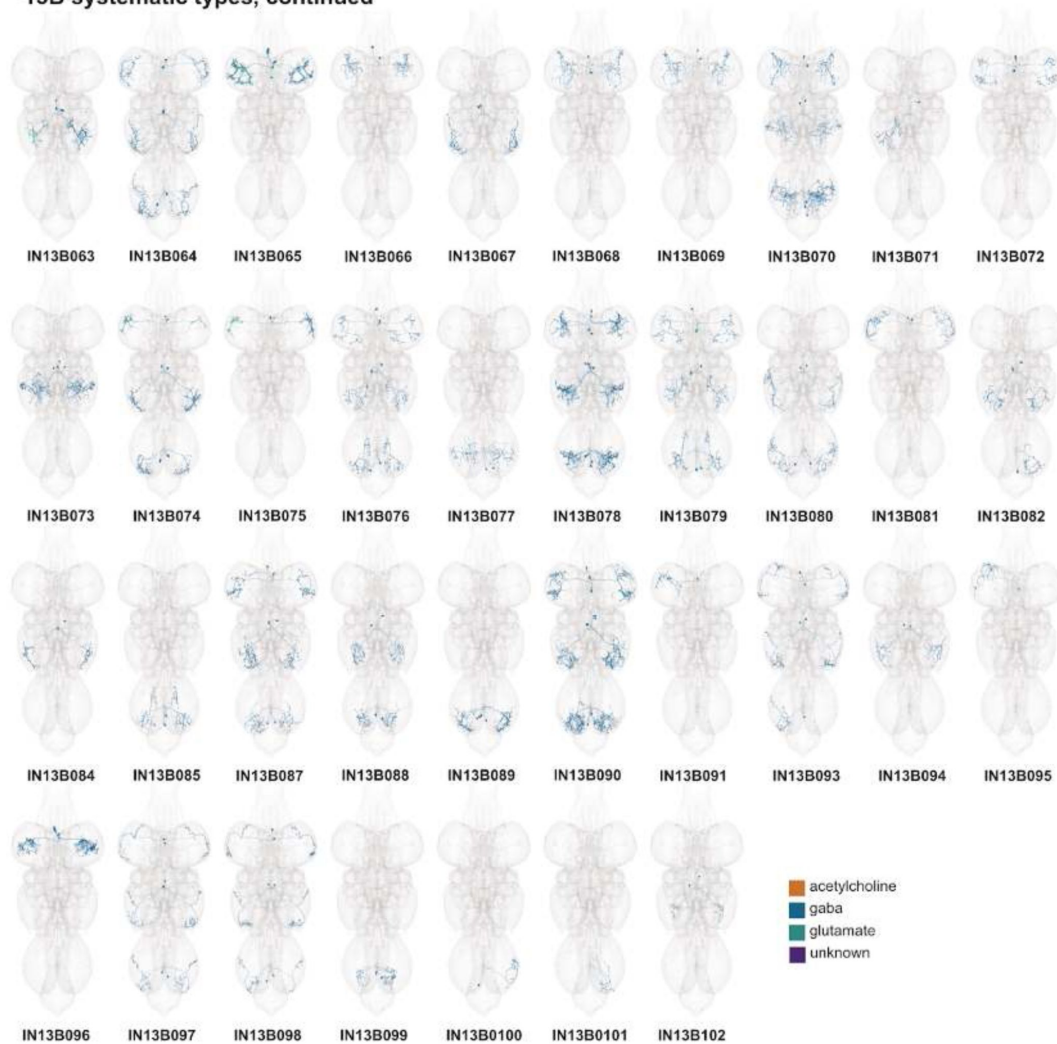 13B systematic types, continued
IN13B063 IN13B064 IN13B065 IN13B066 IN13B067 IN13B068 IN13B069 IN13B070 IN13B071 IN13B072
IN13B073 IN13B074 IN13B075 IN13B076 IN13B077 IN13B078 IN13B079 IN13B080 IN13B081 IN13B082
IN13B084 IN13B085 IN13B087 IN13B088 IN13B089 IN13B090 IN13B091 IN13B093 IN13B094 IN13B095
acetylcholine
gaba
glutamate
unknown
IN13B096 IN13B097 IN13B098 IN13B099 IN13B0100 IN13B0101 IN13B102